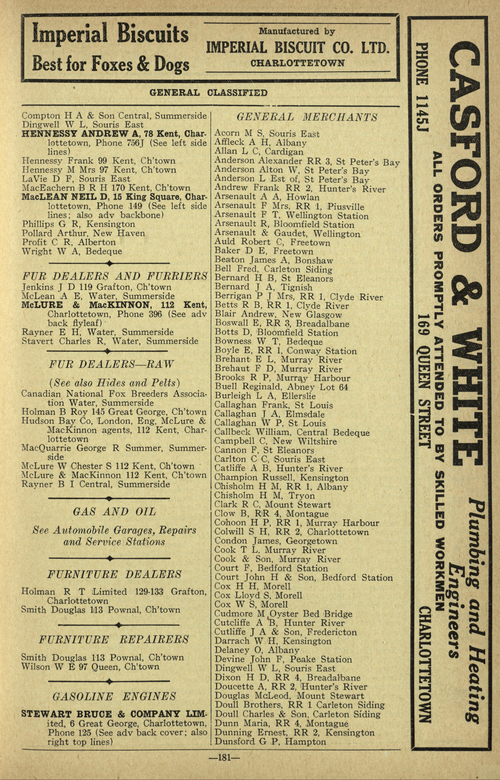 Imperial Biscuits
Best for Foxes & Dogs
Manufactured by
IMPERIAL BISCUIT CO. LTD.
CHARLOTTETOWN
GENERAL CLASSIFIED
Compton H A & Son Central, Summerside
Dingwell W L, Souris East
HENNESSY ANDREW A, 78 Kent, Char-
lottetown, Phone 756J (See left side
lines)
Hennessy Frank 99 Kent, Ch'town
Hennessy M Mrs 97 Kent, Ch'town
LaVie D F, Souris East
MacEachern B R H 170 Kent, Ch'town
MacLEAN NEIL D, 15 King Square, Char-
lottetown, Phone 149 (See left side
lines; also adv backbone)
Phillips G R, Kensington
Pollard Arthur, New Haven
Profit C R, Alberton
Wright W A, Bedeque
FUR DEALERS AND FURRIERS
Jenkins J D 119 Grafton, Ch'town
McLean A E, Water, Summerside
McLURE & MacKINNON, 112 Kent,
Charlottetown, Phone 396 (See adv
back flyleaf)
Rayner E H, Water, Summerside
Stavert Charles R, Water, Summerside
FUR DEALERS—RAW
(See also Hides and Pelts)
Canadian National Fox Breeders Associa-
tion Water, Summerside
Holman B Roy 145 Great George, Ch'town
Hudson Bay Co, London, Eng, McLure &
MacKinnon agents, 112 Kent, Char-
lottetown
MacQuarrie George R Summer, Summer-
side
McLure W Chester S 112 Kent, Ch'town
McLure & MacKinnon 112 Kent, Ch'town
Rayner B I Central, Summerside
GAS AND OIL
See Automobile Garages, Repairs
and Service Stations
FURNITURE DEALERS
Holman R T Limited 129-133 Grafton,
Charlottetown
Smith Douglas 113 Pownal, Ch'town
FURNITURE REPAIRERS
Smith Douglas 113 Pownal, Ch'town
Wilson W E 97 Queen, Ch'town
GASOLINE ENGINES
STEWART BRUCE & COMPANY LIM-
ited, 6 Great George, Charlottetown,
Phone 125 (See adv back cover; also
right top lines)
GENERAL MERCHANTS
Acorn M S, Souris East
Affleck A H, Albany
Allan L C, Cardigan
Anderson Alexander RR 3, St Peter's Bay
Anderson Alton W, St Peter's Bay
Anderson L Est of, St Peter's Bay
Andrew Frank RR 2, Hunter's River
Arsenault A A, Howlan
Arsenault F Mrs, RR 1, Piusville
Arsenault F T, Wellington Station
Arsenault R, Bloomfield Station
Arsenault & Gaudet, Wellington
Auld Robert C, Freetown
Baker D E, Freetown
Beaton James A, Bonshaw
Bell Fred, Carleton Siding
Bernard H B, St Eleanors
Bernard J A, Tignish
Berrigan P J Mrs, RR 1, Clyde River
Betts R B, RR 1, Clyde River
Blair Andrew, New Glasgow
Boswall E, RR 3, Breadalbane
Botts D, Bloomfield Station
Bowness W T, Bedeque
Boyle E, RR 1, Conway Station
Brehant E L, Murray River
Brehaut F D, Murray River
Brooks R P, Murray Harbour
Buell Reginald, Abney Lot 64
Burleigh L A, Ellerslie
Callaghan Frank, St Louis
Callaghan J A, Elmsdale
Callaghan W P, St Louis
Callbeck William, Central Bedeque
Campbell C, New Wiltshire
Cannon F, St Eleanors
Carlton C C, Souris East
Catliffe A B, Hunter's River
Champion Russell, Kensington
Chisholm H M, RR 1, Albany
Chisholm H M, Tryon
Clark R C, Mount Stewart
Clow B, RR 4, Montague
Cohoon H P, RR 1, Murray Harbour
Colwill S H, RR 2, Charlottetown
Condon James, Georgetown
Cook T L, Murray River
Cook & Son, Murray River
Court F, Bedford Station
Court John H & Son, Bedford Station
Cox H H, Morell
Cox Lloyd S, Morell
Cox W S, Morell
Cudmore M, Oyster Bed Bridge
Cutcliffe A B, Hunter River
Cutliffe J A & Son, Fredericton
Darrach W H, Kensington
Delaney O, Albany
Devine John F, Peake Station
Dingwell W L, Souris East
Dixon H D, RR 4, Breadalbane
Doucette A, RR 2, Hunter's River
Douglas McLeod, Mount Stewart
Doull Brothers, RR 1 Carleton Siding
Doull Charles & Son, Carleton Siding
Dunn Maria, RR 4, Montague
Dunning Ernest, RR 2, Kensington
Dunsford G P, Hampton
—181—
CASFORD & WHITE
Plumbing and Heating
Engineers
ALL ORDERS PROMPTLY ATTENDED TO BY SKILLED WORKMEN
PHONE 1145J
169 QUEEN STREET
CHARLOTTETOWN